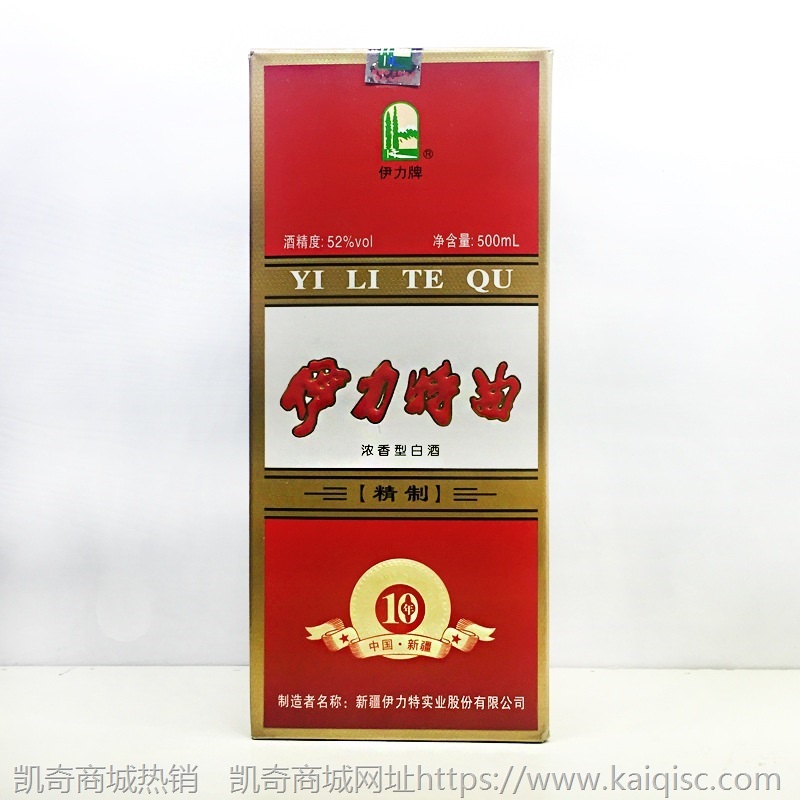 伊力牌
®
酒精度: 52%vol 净含量: 500mL
YI LI TE QU
伊力特曲
浓香型白酒
【精制】
10年
中国·新疆
制造者名称: 新疆伊力特实业股份有限公司
凯奇商城热销 凯奇商城网址https://www.kaiqisc.com